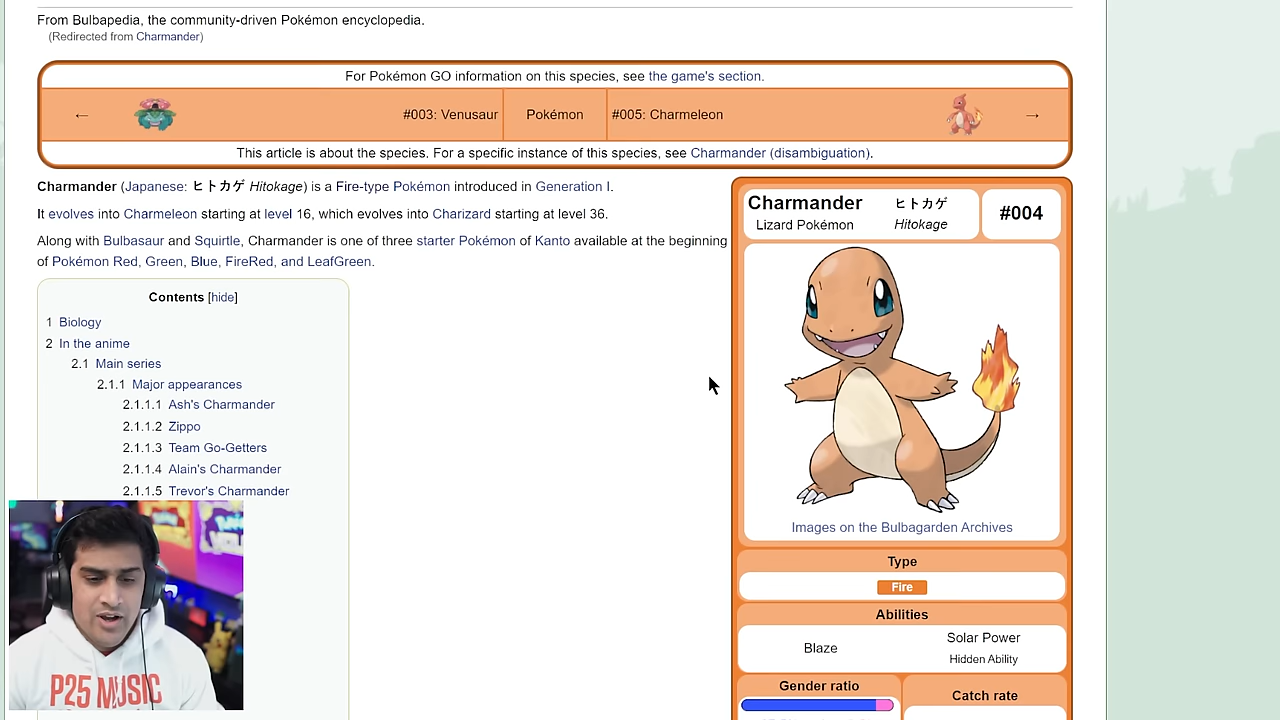 From Bulbapedia, the community-driven Pokémon encyclopedia.
(Redirected from Charmander)
For Pokémon GO information on this species, see the game's section.
← #003: Venusaur Pokémon #005: Charmeleon →
This article is about the species. For a specific instance of this species, see Charmander (disambiguation).
Charmander (Japanese: ヒトカゲ Hitokage) is a Fire-type Pokémon introduced in Generation I.
It evolves into Charmeleon starting at level 16, which evolves into Charizard starting at level 36.
Along with Bulbasaur and Squirtle, Charmander is one of three starter Pokémon of Kanto available at the beginning
of Pokémon Red, Green, Blue, FireRed, and LeafGreen.
Contents [hide]
1 Biology
2 In the anime
2.1 Main series
2.1.1 Major appearances
2.1.1.1 Ash's Charmander
2.1.1.2 Zippo
2.1.1.3 Team Go-Getters
2.1.1.4 Alain's Charmander
2.1.1.5 Trevor's Charmander
Charmander ヒトカゲ
Lizard Pokémon Hitokage
#004
Images on the Bulbagarden Archives
Type
Fire
Abilities
Blaze
Solar Power
Hidden Ability
Gender ratio
Catch rate
P25 MUSIC